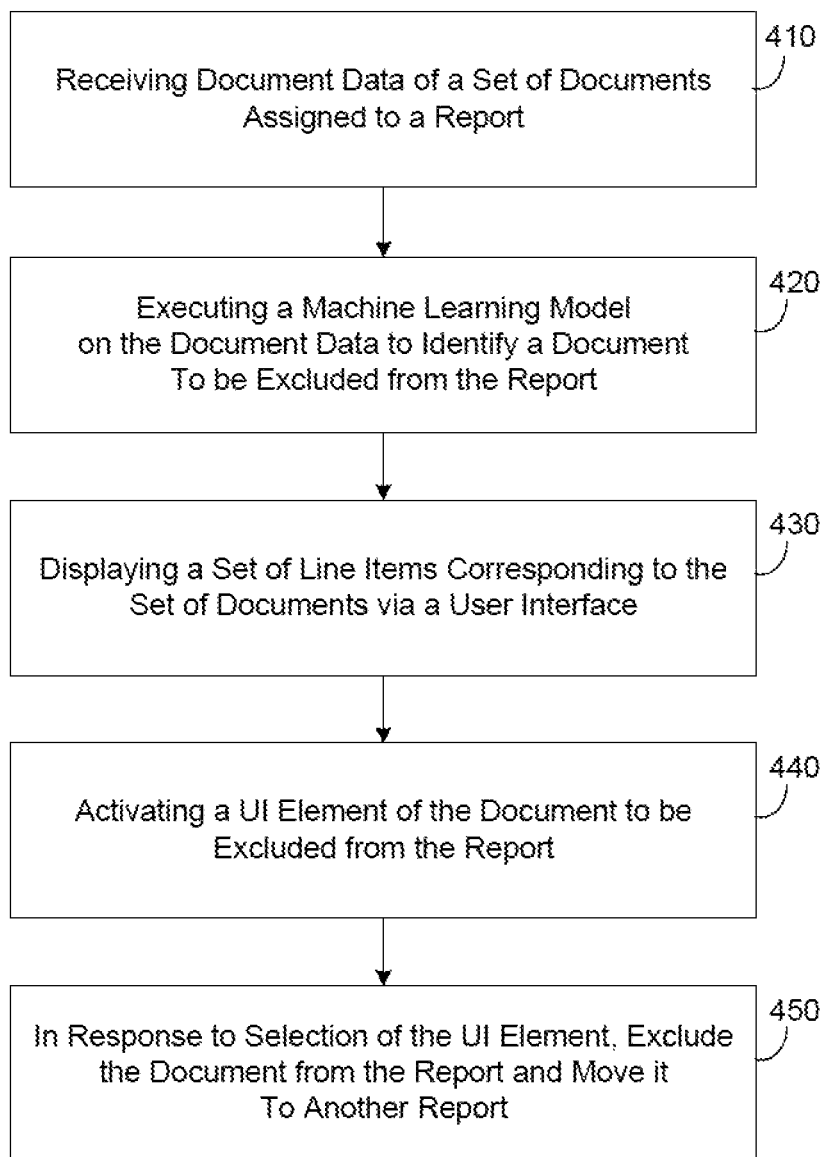 410
Receiving Document Data of a Set of Documents
Assigned to a Report
420
Executing a Machine Learning Model
on the Document Data to Identify a Document
To be Excluded from the Report
430
Displaying a Set of Line Items Corresponding to the
Set of Documents via a User Interface
440
Activating a UI Element of the Document to be
Excluded from the Report
450
In Response to Selection of the UI Element, Exclude
the Document from the Report and Move it
To Another Report